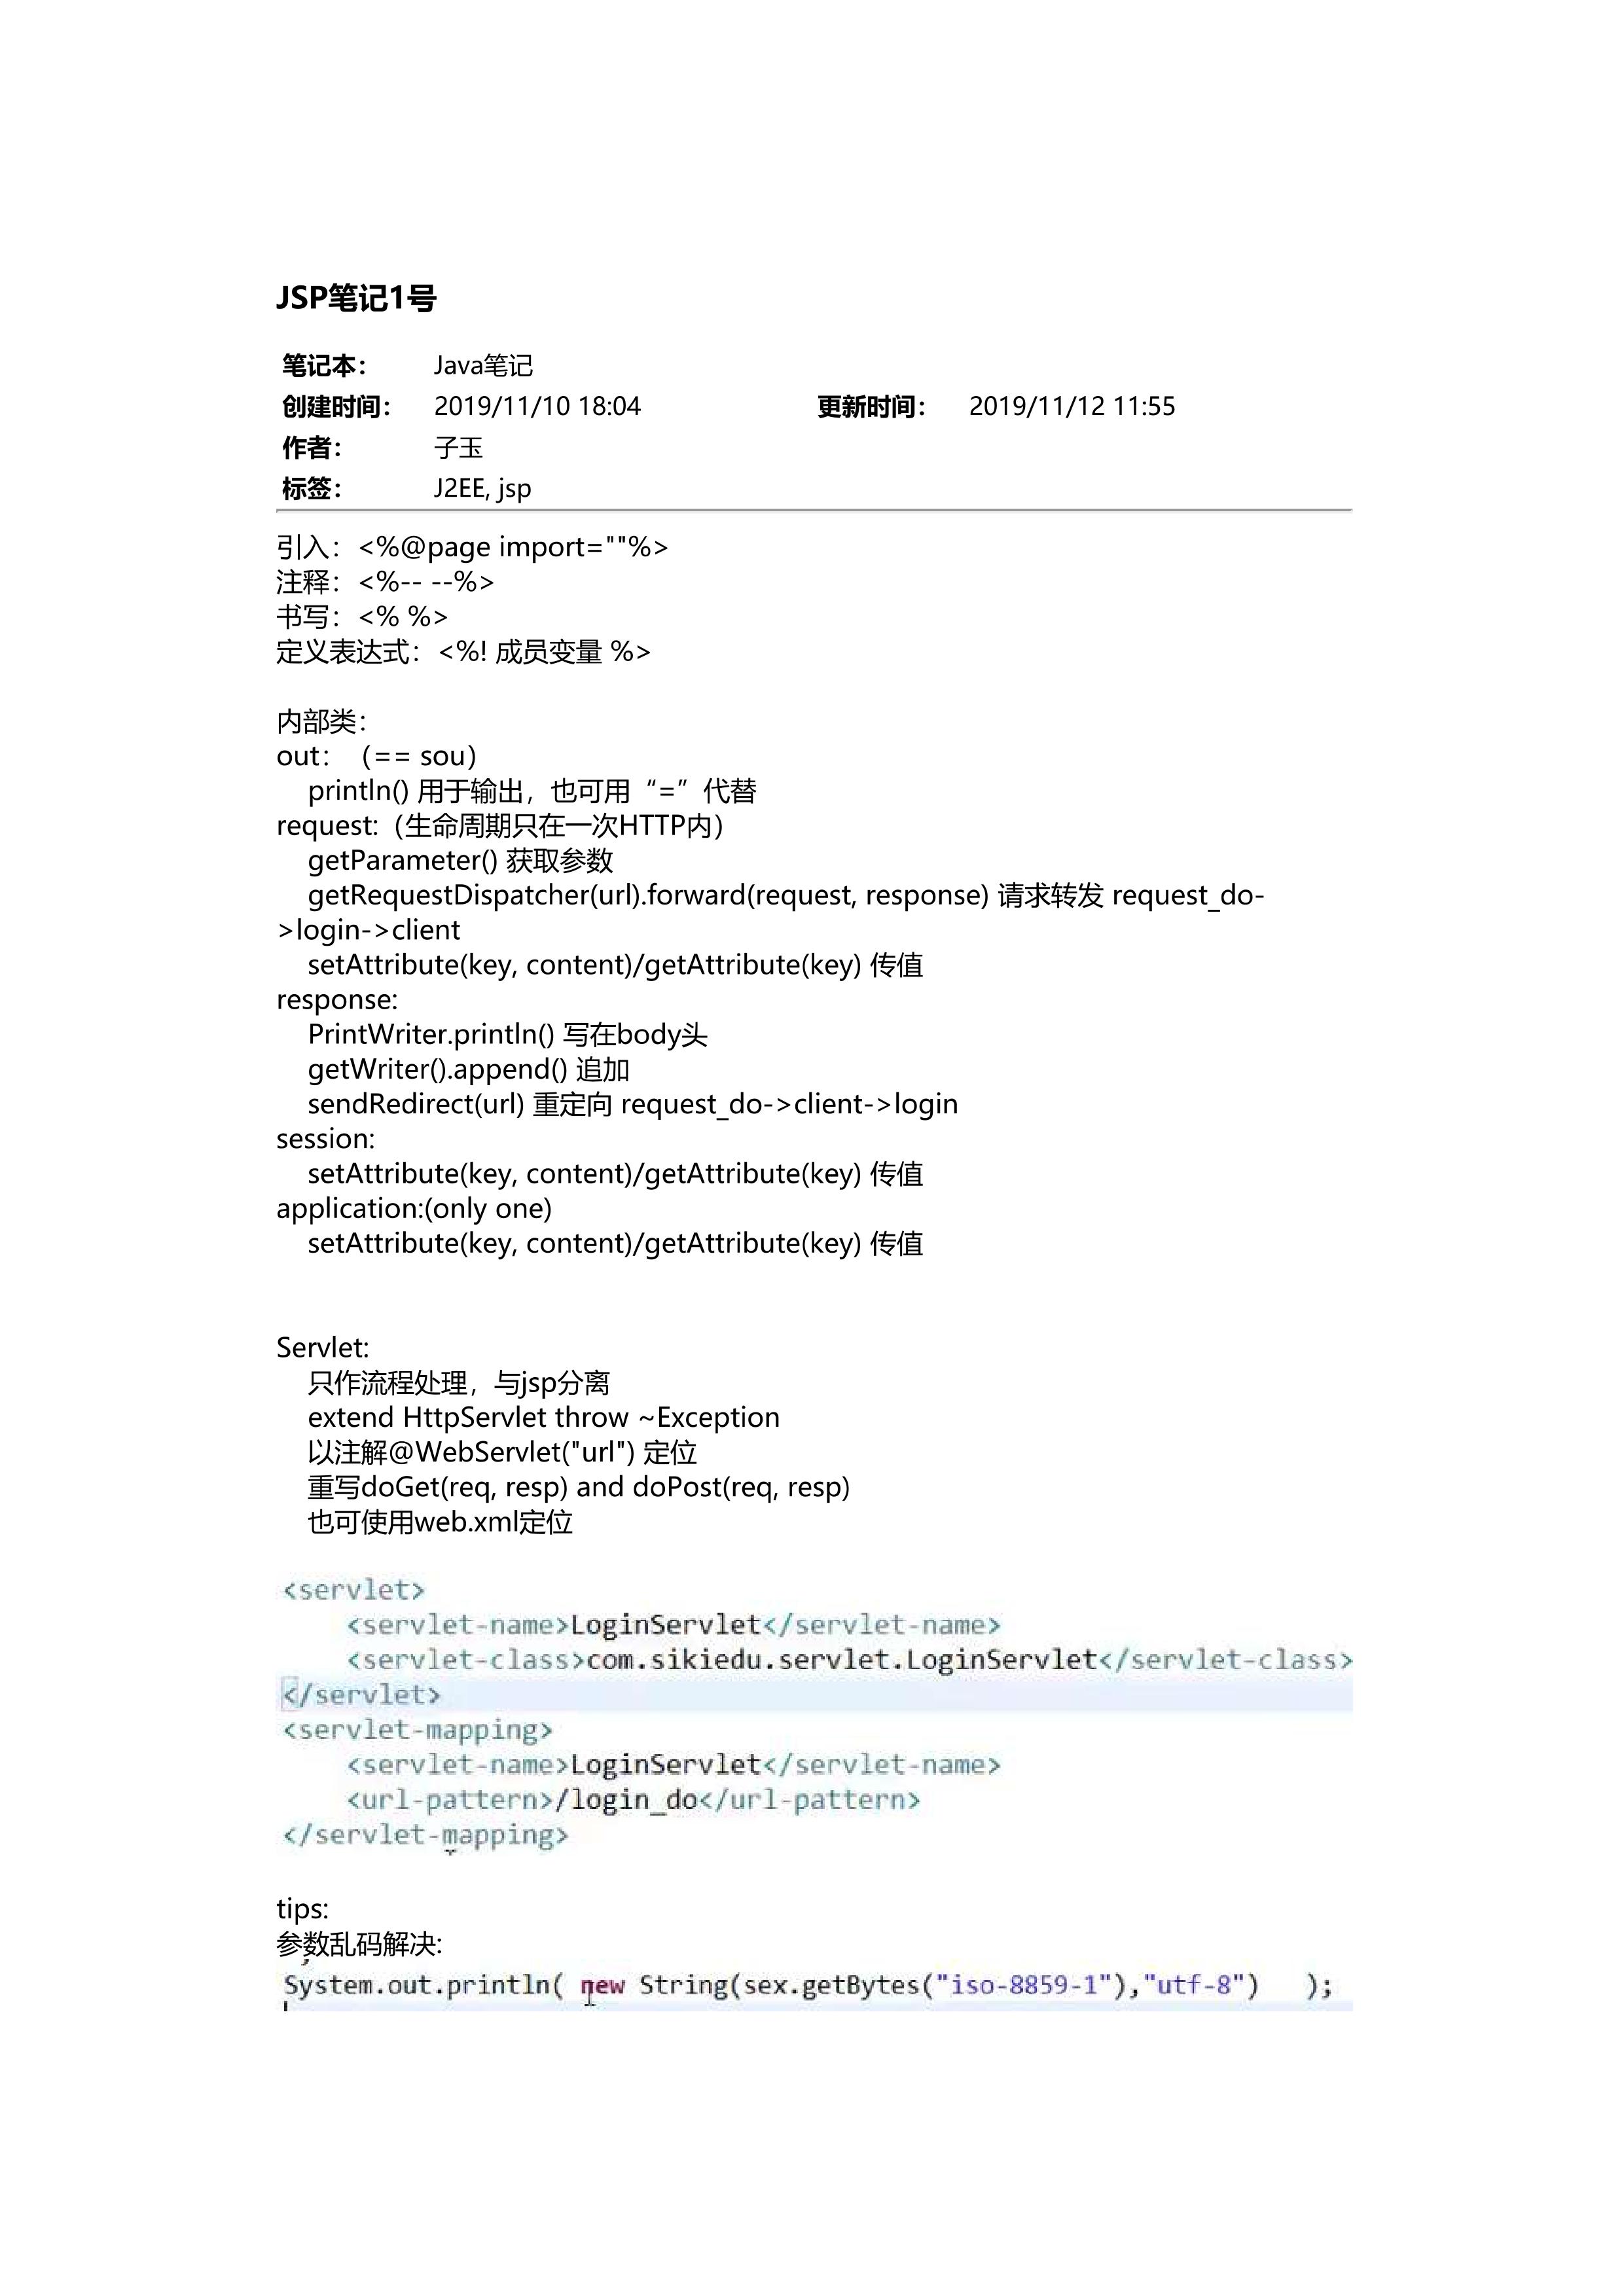 JSP笔记1号
笔记本： Java笔记
创建时间： 2019/11/10 18:04 更新时间： 2019/11/12 11:55
作者： 子玉
标签： J2EE, jsp
引入：<%@page import=""%>
注释：<%-- --%>
书写：<% %>
定义表达式：<%! 成员变量 %>
内部类：
out：（== sou）
println() 用于输出，也可用“=”代替
request:（生命周期只在一次HTTP内）
getParameter() 获取参数
getRequestDispatcher(url).forward(request, response) 请求转发 request_do-
>login->client
setAttribute(key, content)/getAttribute(key) 传值
response:
PrintWriter.println() 写在body头
getWriter().append() 追加
sendRedirect(url) 重定向 request_do->client->login
session:
setAttribute(key, content)/getAttribute(key) 传值
application:(only one)
setAttribute(key, content)/getAttribute(key) 传值
Servlet:
只作流程处理，与jsp分离
extend HttpServlet throw ~Exception
以注解@WebServlet("url") 定位
重写doGet(req, resp) and doPost(req, resp)
也可使用web.xml定位
<servlet>
<servlet-name>LoginServlet</servlet-name>
<servlet-class>com.sikiedu.servlet.LoginServlet</servlet-class>
</servlet>
<servlet-mapping>
<servlet-name>LoginServlet</servlet-name>
<url-pattern>/login_do</url-pattern>
</servlet-mapping>
tips:
参数乱码解决:
System.out.println( new String(sex.getBytes("iso-8859-1"),"utf-8") );